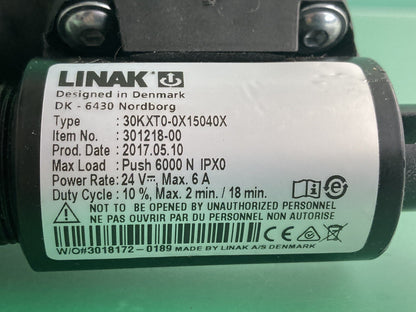 LINAK
Designed in Denmark
DK - 6430 Nordborg
Type : 30KXT0-0X15040X
Item No. : 301218-00
Prod. Date : 2017.05.10
Max Load : Push 6000 N IPX0
Power Rate : 24 V⎓, Max. 6 A
Duty Cycle : 10 %, Max. 2 min. / 18 min.
NOT TO BE OPENED BY UNAUTHORIZED PERSONNEL
NE PAS OUVRIR PAR DU PERSONNEL NON AUTORISE
W/O#3018172-0189 MADE BY LINAK A/S DENMARK